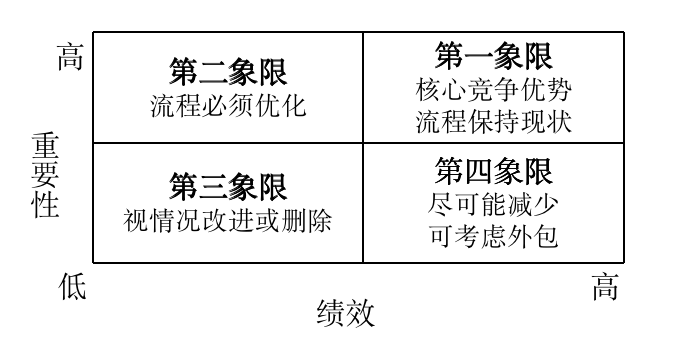 高
重要性
第二象限
流程必须优化
第一象限
核心竞争优势
流程保持现状
第三象限
视情况改进或删除
第四象限
尽可能减少
可考虑外包
低
高
绩效